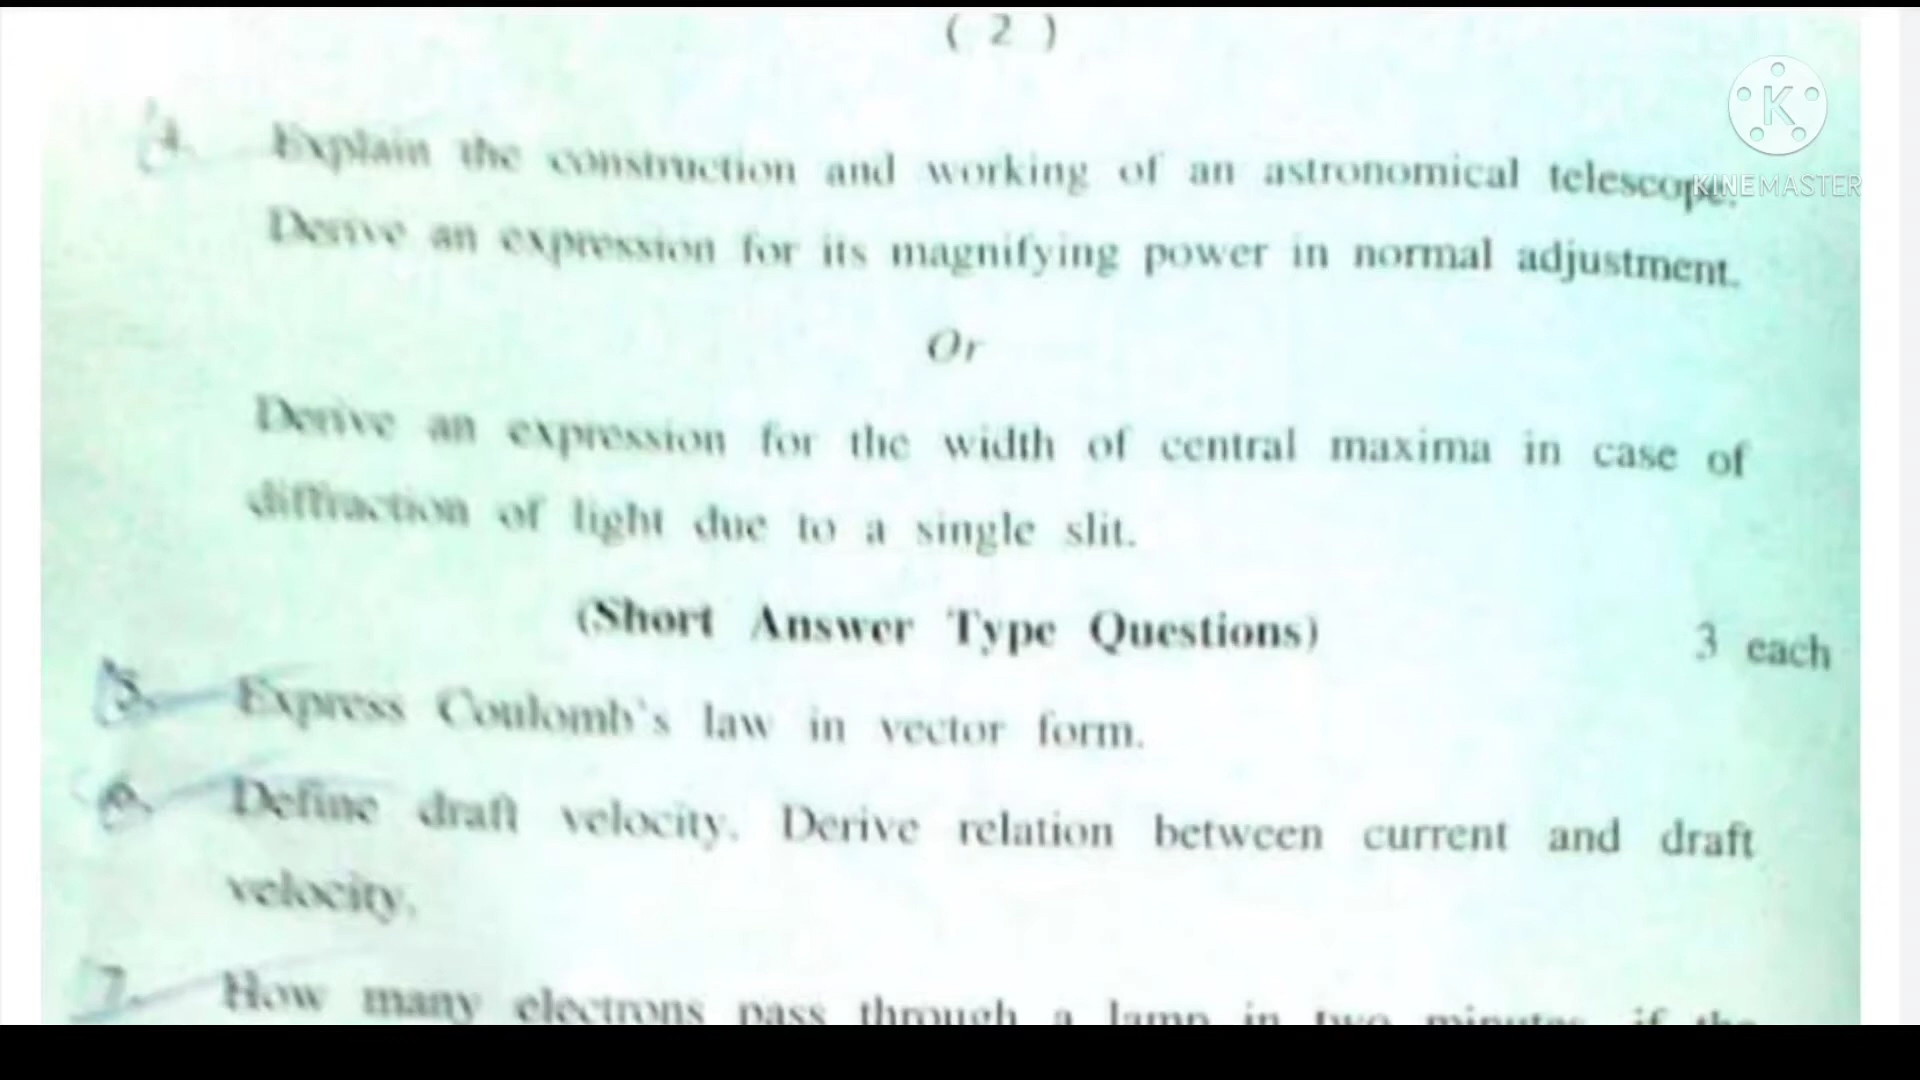 ( 2 )
4. Explain the construction and working of an astronomical telescope.
Derive an expression for its magnifying power in normal adjustment.
Or
Derive an expression for the width of central maxima in case of
diffraction of light due to a single slit.
(Short Answer Type Questions) 3 each
5. Express Coulomb's law in vector form.
6. Define draft velocity. Derive relation between current and draft
velocity.
7. How many electrons pass through a lamp in two minutes, if the
K
KINEMASTER